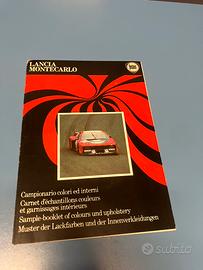 LANCIA
MONTECARLO
Campionario colori ed interni
Carnet d'échantillons couleurs
et garnissages intérieurs
Sample-booklet of colours and upholstery
Muster der Lackfarben und der Innenverkleidungen
subito